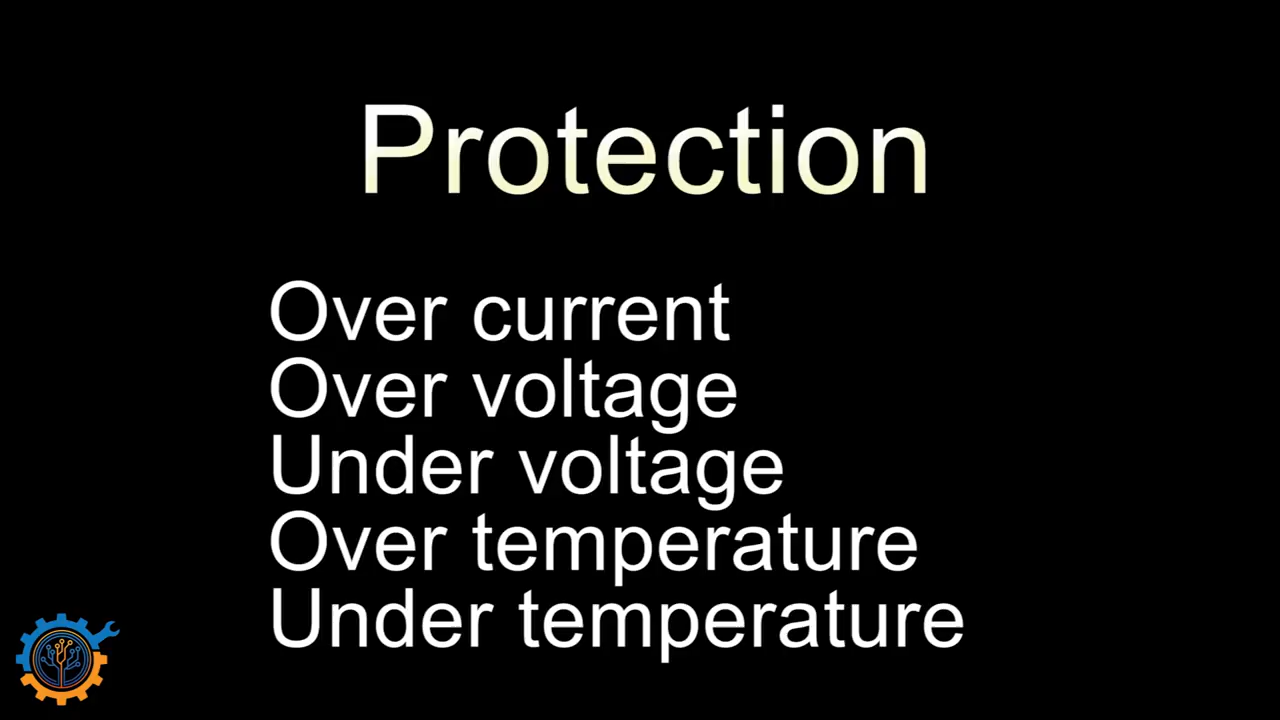 Protection
Over current
Over voltage
Under voltage
Over temperature
Under temperature